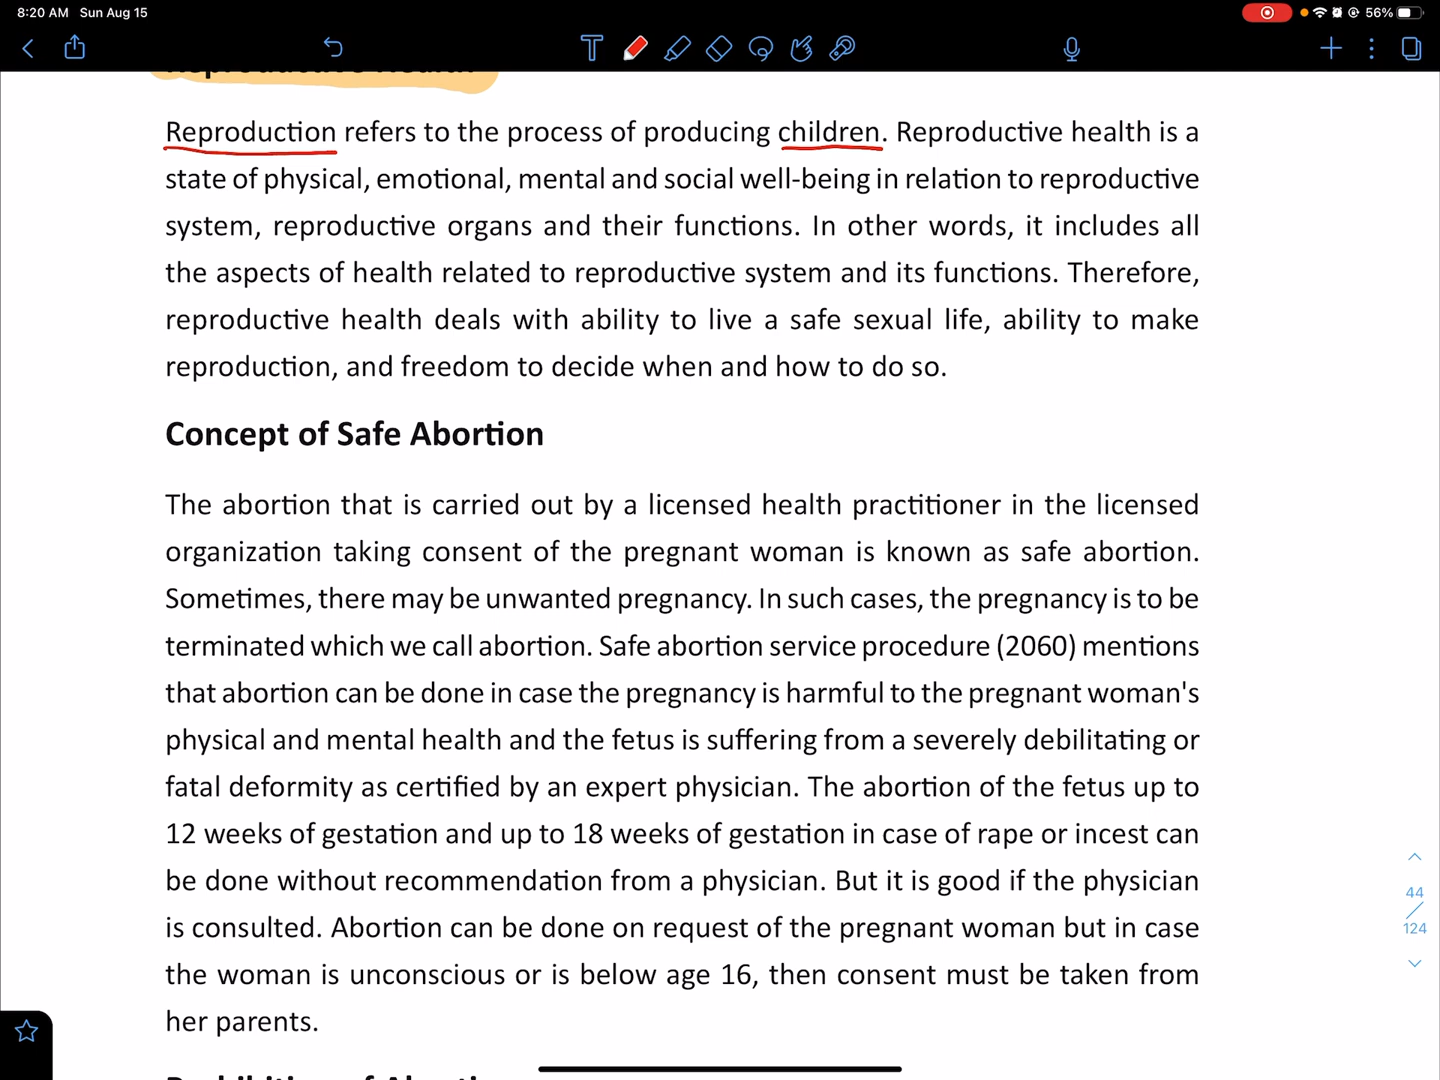 8:20 AM Sun Aug 15
56%
Reproductive Health
Reproduction refers to the process of producing children. Reproductive health is a
state of physical, emotional, mental and social well-being in relation to reproductive
system, reproductive organs and their functions. In other words, it includes all
the aspects of health related to reproductive system and its functions. Therefore,
reproductive health deals with ability to live a safe sexual life, ability to make
reproduction, and freedom to decide when and how to do so.
Concept of Safe Abortion
The abortion that is carried out by a licensed health practitioner in the licensed
organization taking consent of the pregnant woman is known as safe abortion.
Sometimes, there may be unwanted pregnancy. In such cases, the pregnancy is to be
terminated which we call abortion. Safe abortion service procedure (2060) mentions
that abortion can be done in case the pregnancy is harmful to the pregnant woman's
physical and mental health and the fetus is suffering from a severely debilitating or
fatal deformity as certified by an expert physician. The abortion of the fetus up to
12 weeks of gestation and up to 18 weeks of gestation in case of rape or incest can
be done without recommendation from a physician. But it is good if the physician
is consulted. Abortion can be done on request of the pregnant woman but in case
the woman is unconscious or is below age 16, then consent must be taken from
her parents.
44
124